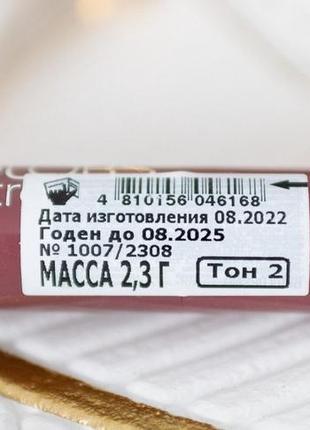 4 810156 046168
Дата изготовления 08.2022
Годен до 08.2025
№ 1007/2308
МАССА 2,3 Г
Тон 2